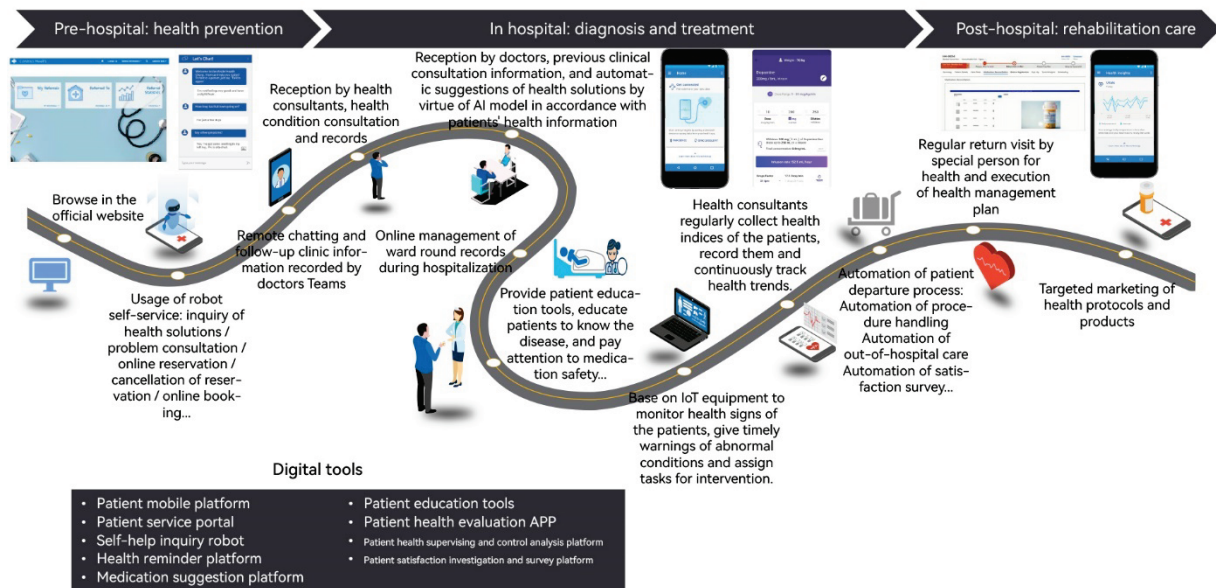 Pre-hospital: health prevention
In hospital: diagnosis and treatment
Post-hospital: rehabilitation care
Let's Chat!
My Referrals
Referred To
Browse in the
official website
Usage of robot
self-service: inquiry of
health solutions /
problem consultation /
online reservation /
cancellation of reser-
vation / online book-
ing...
Reception by health
consultants, health
condition consultation
and records
Remote chatting and
follow-up clinic infor-
mation recorded by
doctors Teams
Reception by doctors, previous clinical
consultation information, and automat-
ic suggestions of health solutions by
virtue of AI model in accordance with
patients' health information
Online management of
ward round records
during hospitalization
Provide patient educa-
tion tools, educate
patients to know the
disease, and pay
attention to medica-
tion safety...
Base on IoT equipment to
monitor health signs of
the patients, give timely
warnings of abnormal
conditions and assign
tasks for intervention.
Health consultants
regularly collect health
indices of the patients,
record them and
continuously track
health trends.
Automation of patient
departure process:
Automation of proce-
dure handling
Automation of
out-of-hospital care
Automation of satis-
faction survey...
Regular return visit by
special person for
health and execution
of health management
plan
Targeted marketing of
health protocols and
products
Digital tools
• Patient mobile platform
• Patient service portal
• Self-help inquiry robot
• Health reminder platform
• Medication suggestion platform
• Patient education tools
• Patient health evaluation APP
• Patient health supervising and control analysis platform
• Patient satisfaction investigation and survey platform